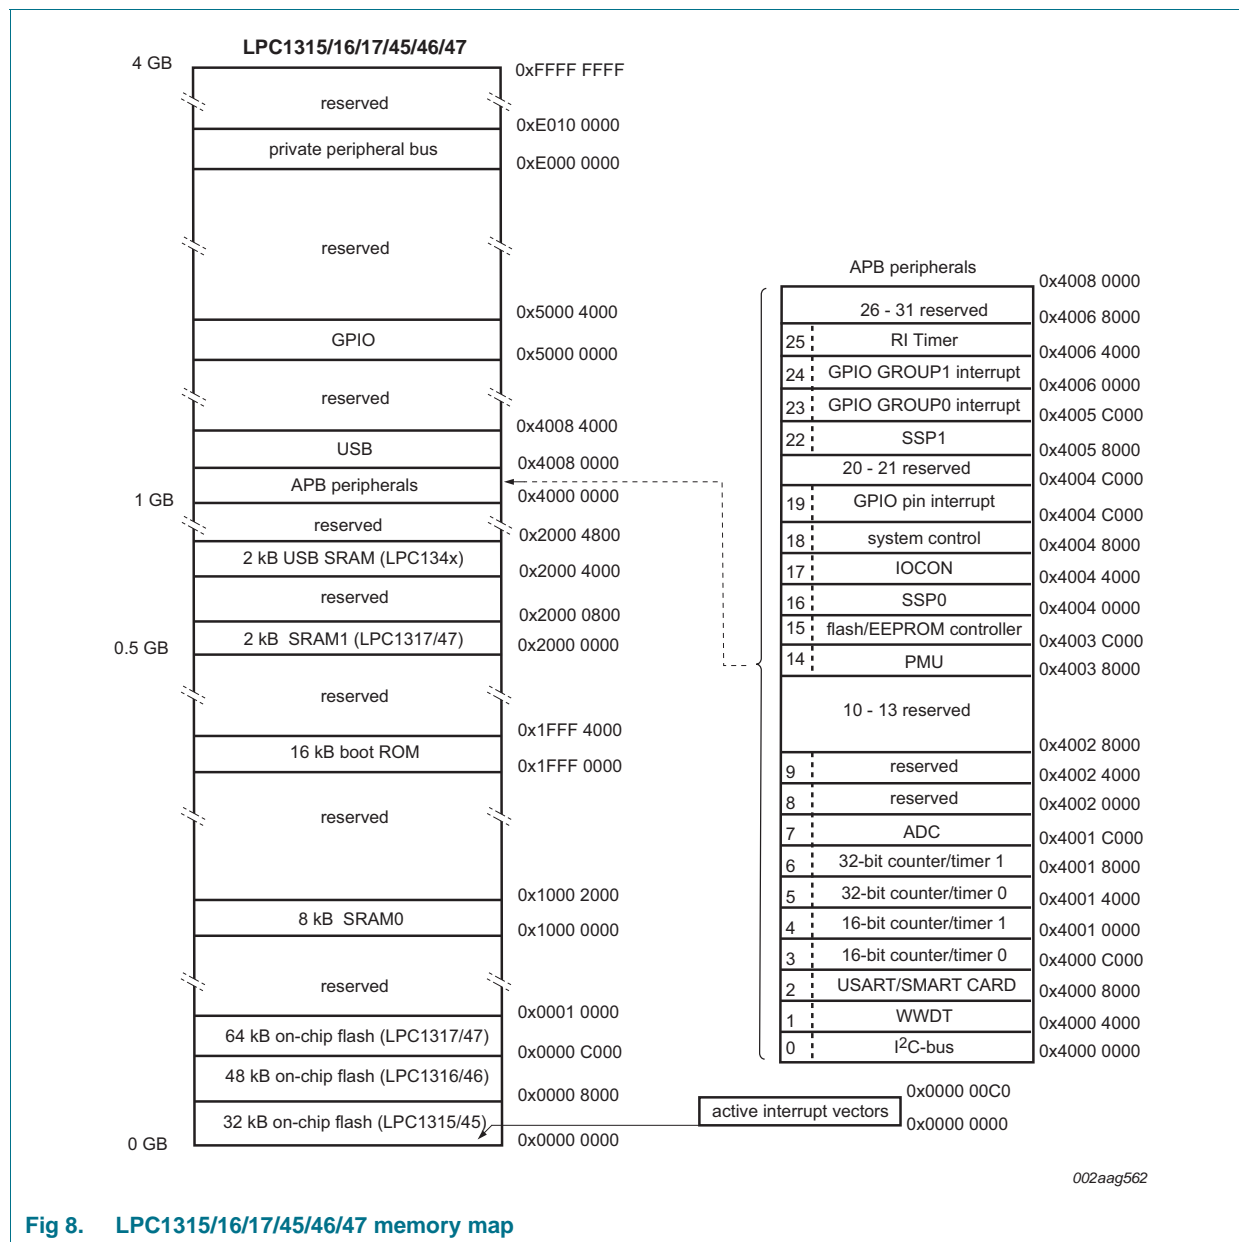 LPC1315/16/17/45/46/47
4 GB
0xFFFF FFFF
reserved
0xE010 0000
private peripheral bus
0xE000 0000
reserved
0x5000 4000
GPIO
0x5000 0000
reserved
0x4008 4000
USB
0x4008 0000
APB peripherals
1 GB
0x4000 0000
reserved
0x2000 4800
2 kB USB SRAM (LPC134x)
0x2000 4000
reserved
0x2000 0800
2 kB SRAM1 (LPC1317/47)
0.5 GB
0x2000 0000
reserved
0x1FFF 4000
16 kB boot ROM
0x1FFF 0000
reserved
0x1000 2000
8 kB SRAM0
0x1000 0000
reserved
0x0001 0000
64 kB on-chip flash (LPC1317/47)
0x0000 C000
48 kB on-chip flash (LPC1316/46)
0x0000 8000
32 kB on-chip flash (LPC1315/45)
0 GB
0x0000 0000
APB peripherals
0x4008 0000
26 - 31 reserved
0x4006 8000
25 RI Timer
0x4006 4000
24 GPIO GROUP1 interrupt
0x4006 0000
23 GPIO GROUP0 interrupt
0x4005 C000
22 SSP1
0x4005 8000
20 - 21 reserved
0x4004 C000
19 GPIO pin interrupt
0x4004 C000
18 system control
0x4004 8000
17 IOCON
0x4004 4000
16 SSP0
0x4004 0000
15 flash/EEPROM controller
0x4003 C000
14 PMU
0x4003 8000
10 - 13 reserved
0x4002 8000
9 reserved
0x4002 4000
8 reserved
0x4002 0000
7 ADC
0x4001 C000
6 32-bit counter/timer 1
0x4001 8000
5 32-bit counter/timer 0
0x4001 4000
4 16-bit counter/timer 1
0x4001 0000
3 16-bit counter/timer 0
0x4000 C000
2 USART/SMART CARD
0x4000 8000
1 WWDT
0x4000 4000
0 I2C-bus
0x4000 0000
0x0000 00C0
active interrupt vectors
0x0000 0000
002aag562
Fig 8. LPC1315/16/17/45/46/47 memory map